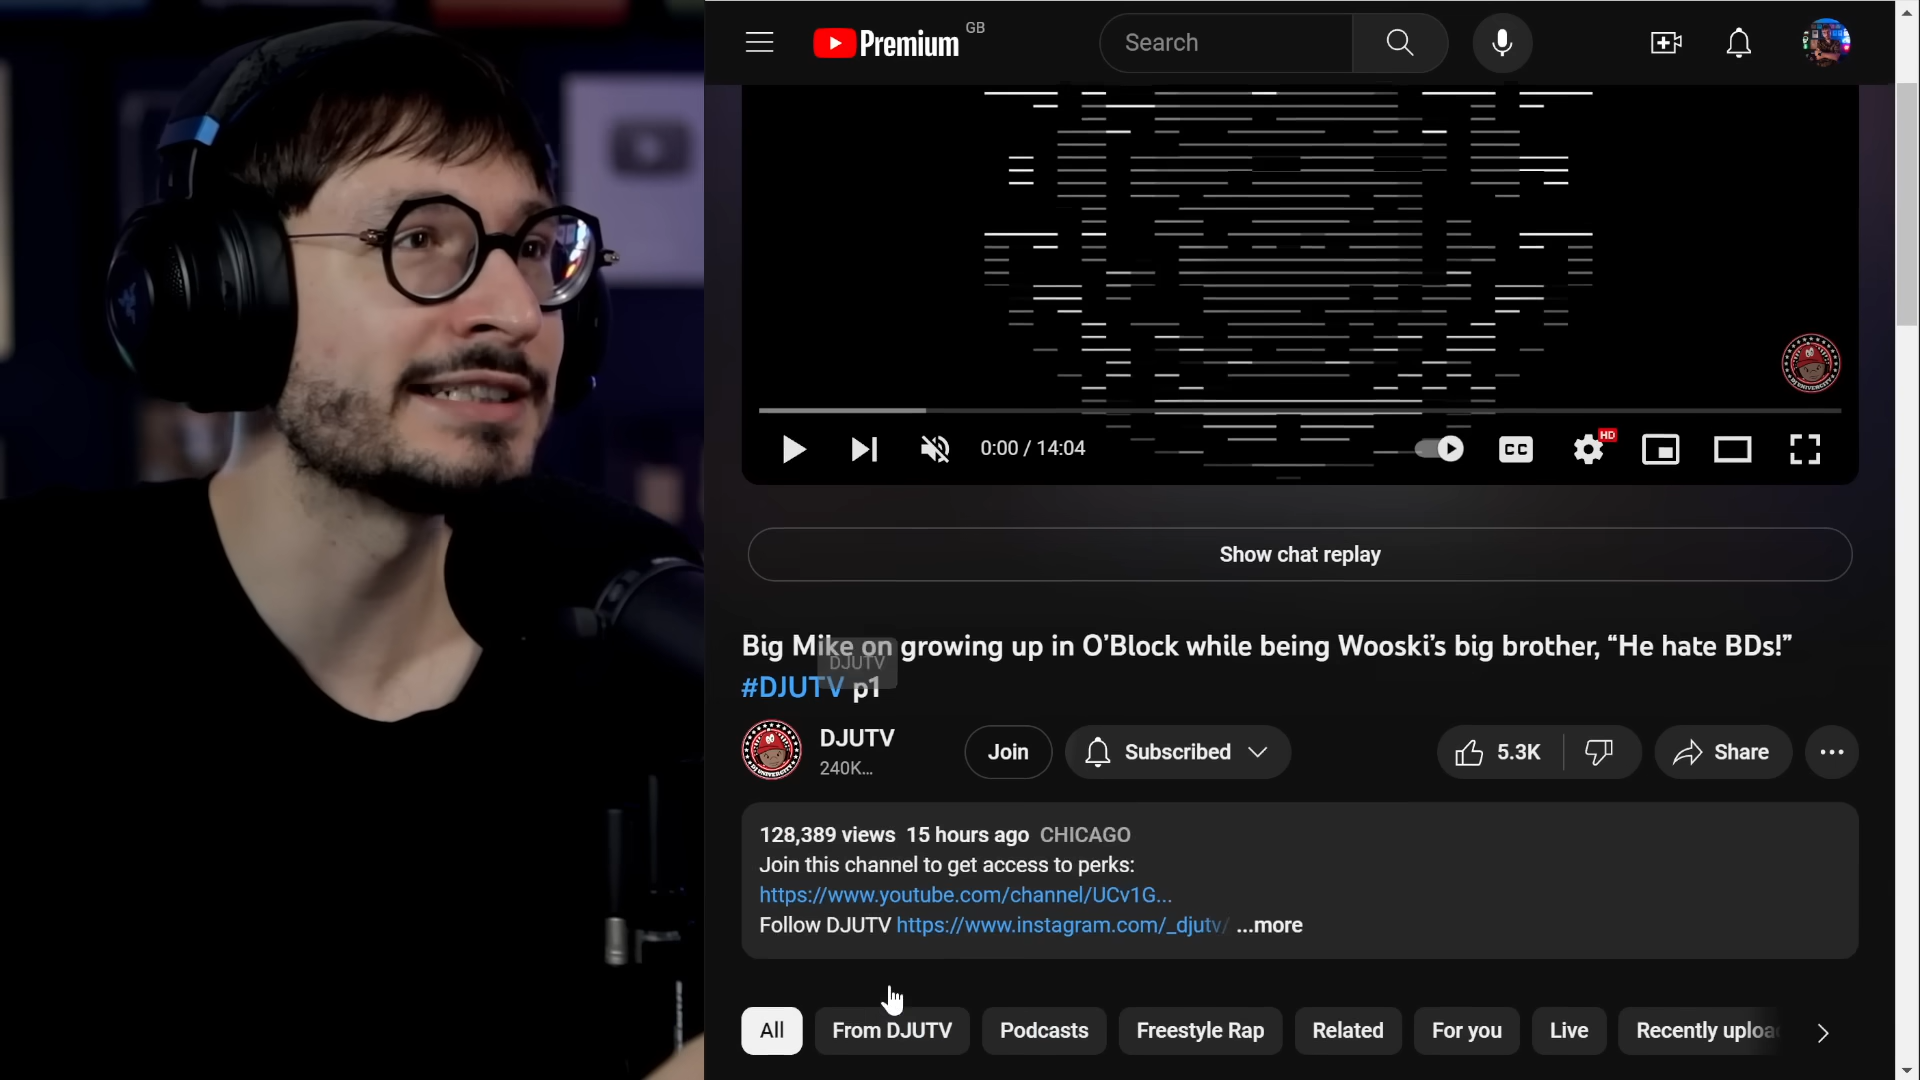 Premium GB
Search
HD
0:00 / 14:04
CC
Show chat replay
Big Mike on growing up in O'Block while being Wooski's big brother, “He hate BDs!”
#DJUTV p1
DJUTV
DJUTV
240K...
Join
Subscribed
5.3K
Share
128,389 views 15 hours ago CHICAGO
Join this channel to get access to perks:
https://www.youtube.com/channel/UCv1G...
Follow DJUTV https://www.instagram.com/_djutv/ ...more
All
From DJUTV
Podcasts
Freestyle Rap
Related
For you
Live
Recently uploa